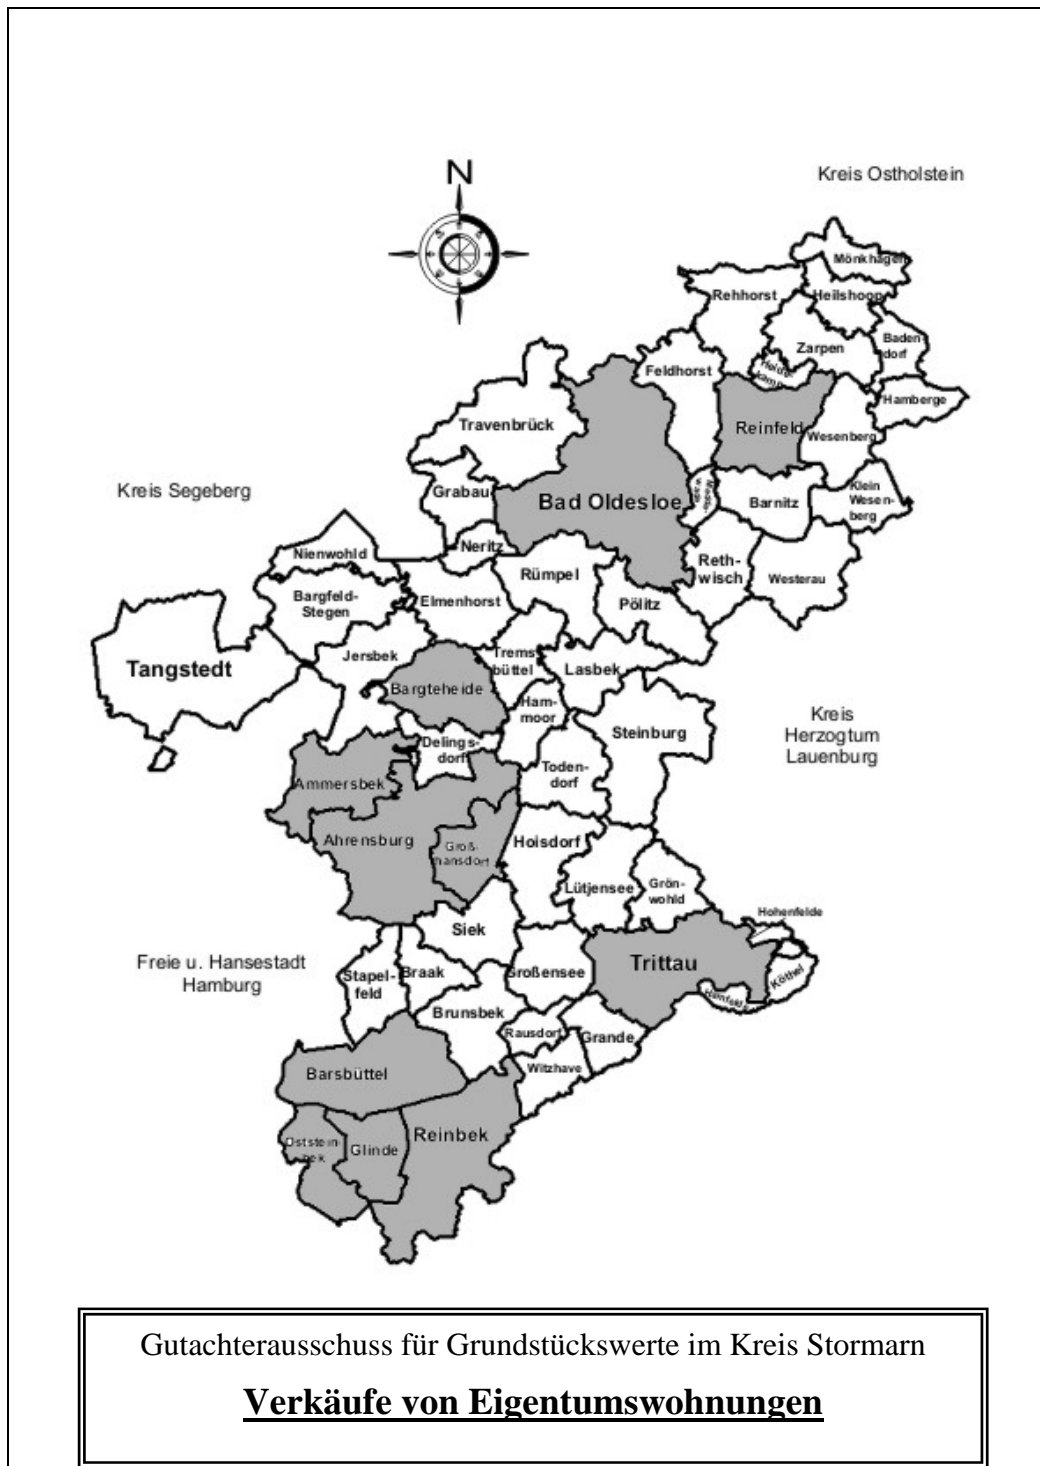 N
Kreis Ostholstein
Mönkhagen
Rehhorst
Heilshoop
Zarpen
Baden-
dorf
Heide-
kamp
Feldhorst
Hamberge
Reinfeld
Wesenberg
Travenbrück
Kreis Segeberg
Grabau
Bad Oldesloe
Barnitz
Klein
Wesen-
berg
Neritz
Nienwohld
Rümpel
Reth-
wisch
Westerau
Bargfeld-
Stegen
Elmenhorst
Pölitz
Tangstedt
Jersbek
Trems-
büttel
Lasbek
Bargteheide
Ham-
moor
Kreis
Herzogtum
Lauenburg
Steinburg
Delings-
dorf
Toden-
dorf
Ammersbek
Ahrensburg
Groß-
hansdorf
Hoisdorf
Lütjensee
Grön-
wohld
Hohenfelde
Siek
Trittau
Freie u. Hansestadt
Hamburg
Stapel-
feld
Braak
Großensee
Köthel
Hamfelde
Brunsbek
Rausdorf
Grande
Witzhave
Barsbüttel
Reinbek
Oststein-
bek
Glinde
Gutachterausschuss für Grundstückswerte im Kreis Stormarn
Verkäufe von Eigentumswohnungen